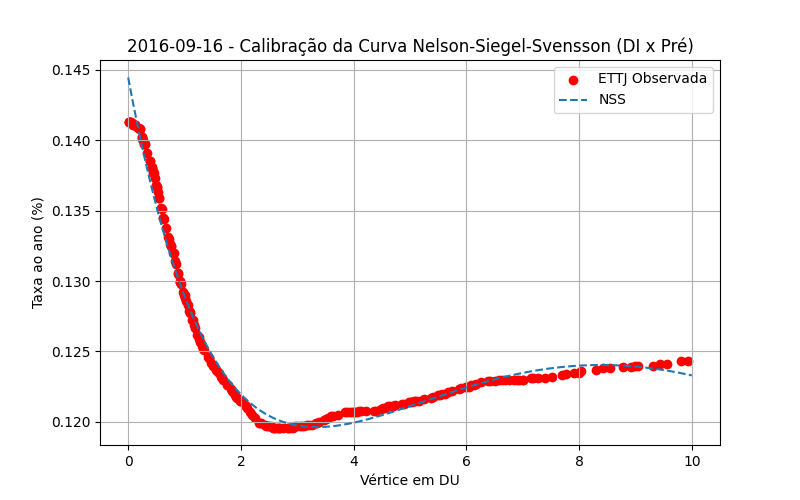 2016-09-16 - Calibração da Curva Nelson-Siegel-Svensson (DI x Pré)
ETTJ Observada
NSS
Taxa ao ano (%)
0.145
0.140
0.135
0.130
0.125
0.120
0 2 4 6 8 10
Vértice em DU